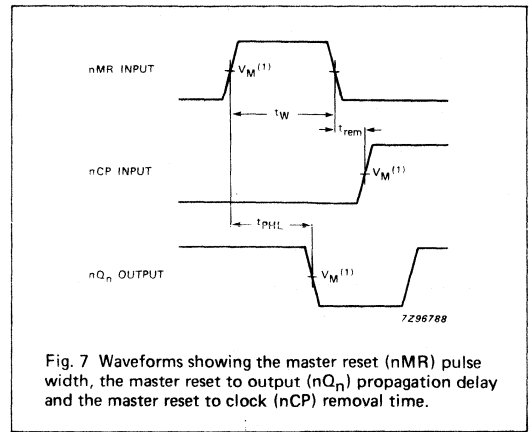 nMR INPUT
VM(1)
tW
trem
nCP INPUT
VM(1)
tPHL
nQn OUTPUT
VM(1)
7Z96788
Fig. 7 Waveforms showing the master reset (nMR) pulse
width, the master reset to output (nQn) propagation delay
and the master reset to clock (nCP) removal time.